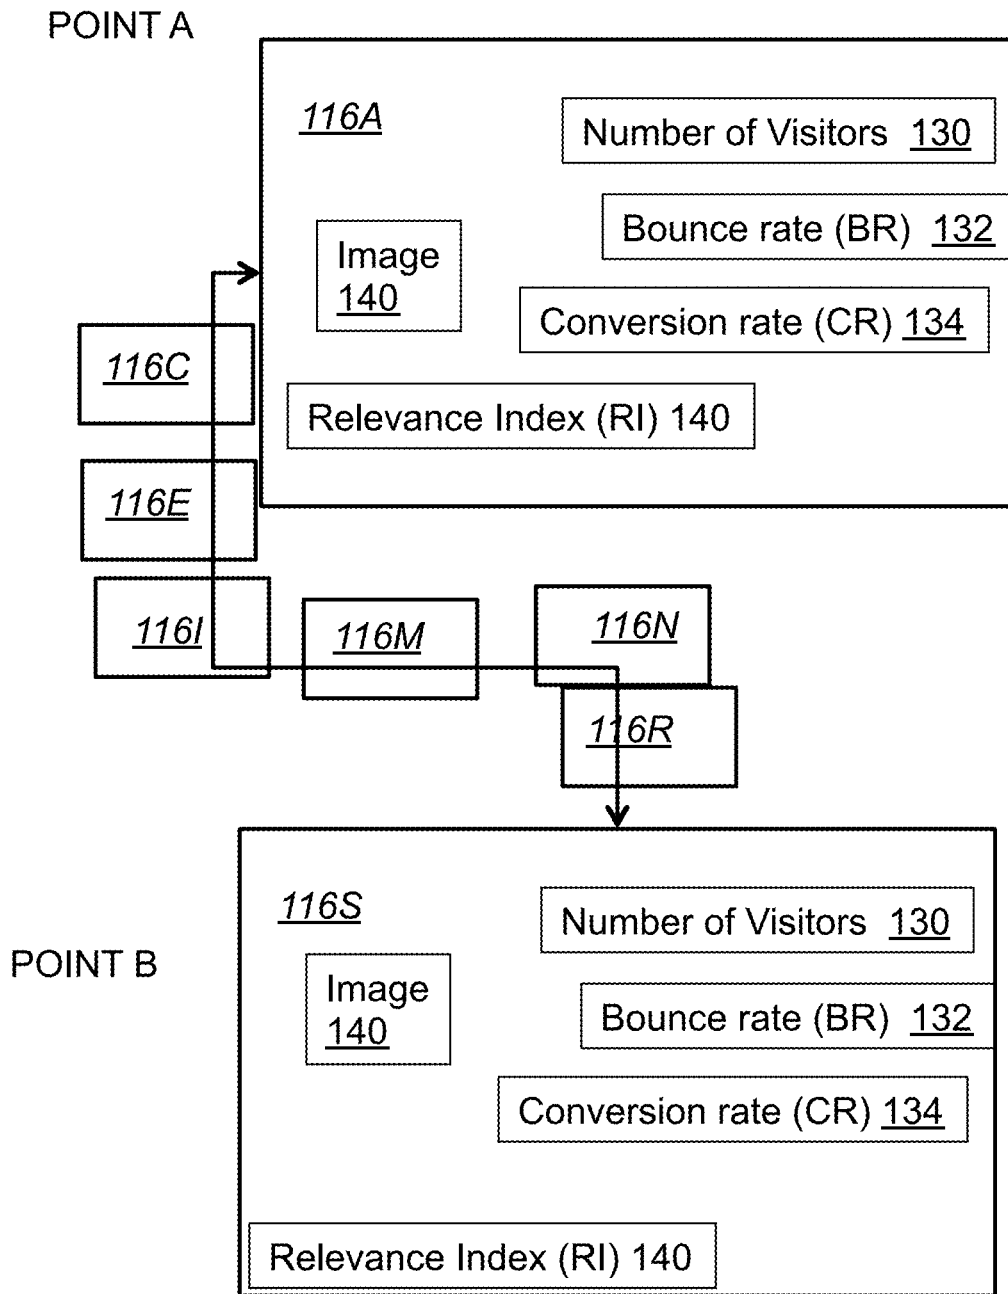 POINT A
116A
Number of Visitors 130
Bounce rate (BR) 132
Image
140
Conversion rate (CR) 134
116C
Relevance Index (RI) 140
116E
116I
116M
116N
116R
116S
Number of Visitors 130
POINT B
Image
140
Bounce rate (BR) 132
Conversion rate (CR) 134
Relevance Index (RI) 140